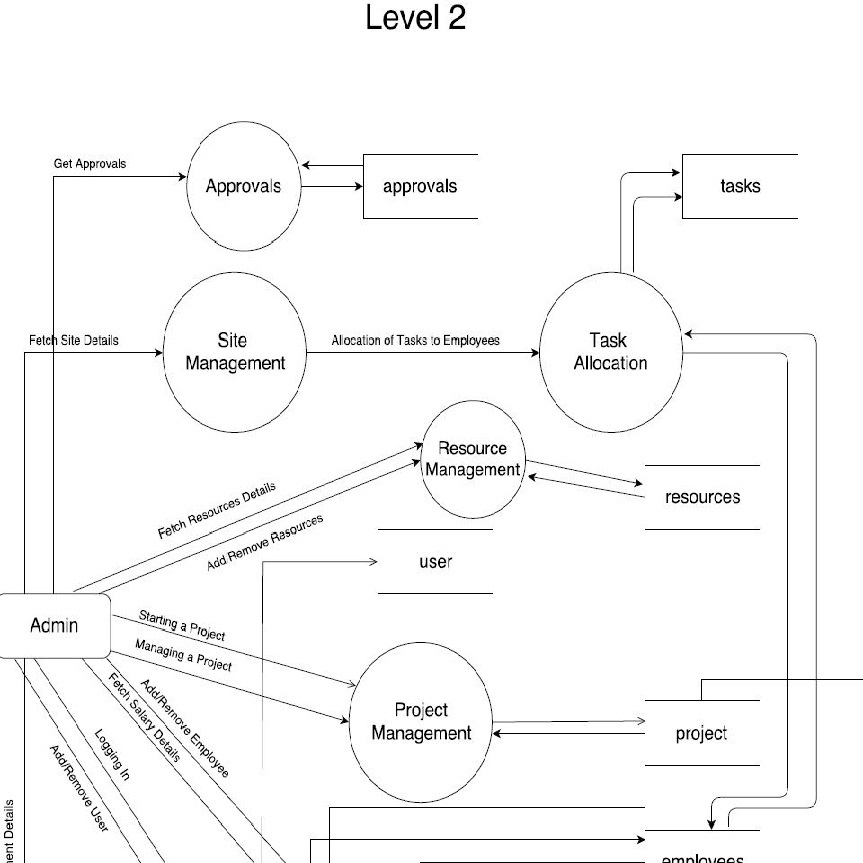 Level 2
Get Approvals
Approvals
approvals
tasks
Fetch Site Details
Site
Management
Allocation of Tasks to Employees
Task
Allocation
Resource
Management
Fetch Resources Details
Add Remove Rasources
resources
user
Admin
Starting a Project
Managing a Project
Project
Management
project
Add/Remove Employee
Fetch Salary Details
Logging In
Add/Remove User
ent Details
employees